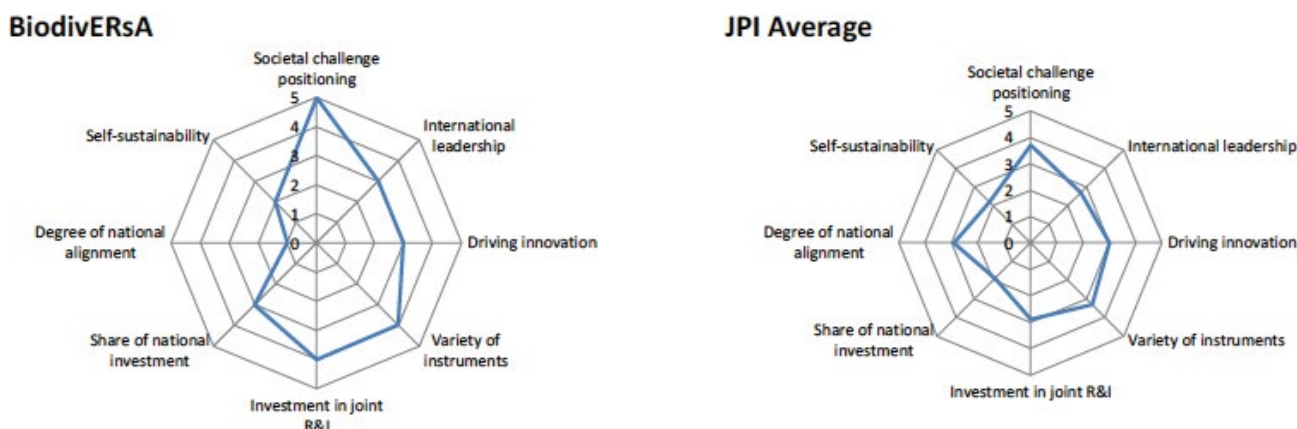 BiodivERsA
Societal challenge
positioning
5
4
3
2
1
0
International
leadership
Driving innovation
Variety of
instruments
Investment in joint
R&I
Share of national
investment
Degree of national
alignment
Self-sustainability
JPI Average
Societal challenge
positioning
5
4
3
2
1
0
International leadership
Driving innovation
Variety of instruments
Investment in joint R&I
Share of national
investment
Degree of national
alignment
Self-sustainability